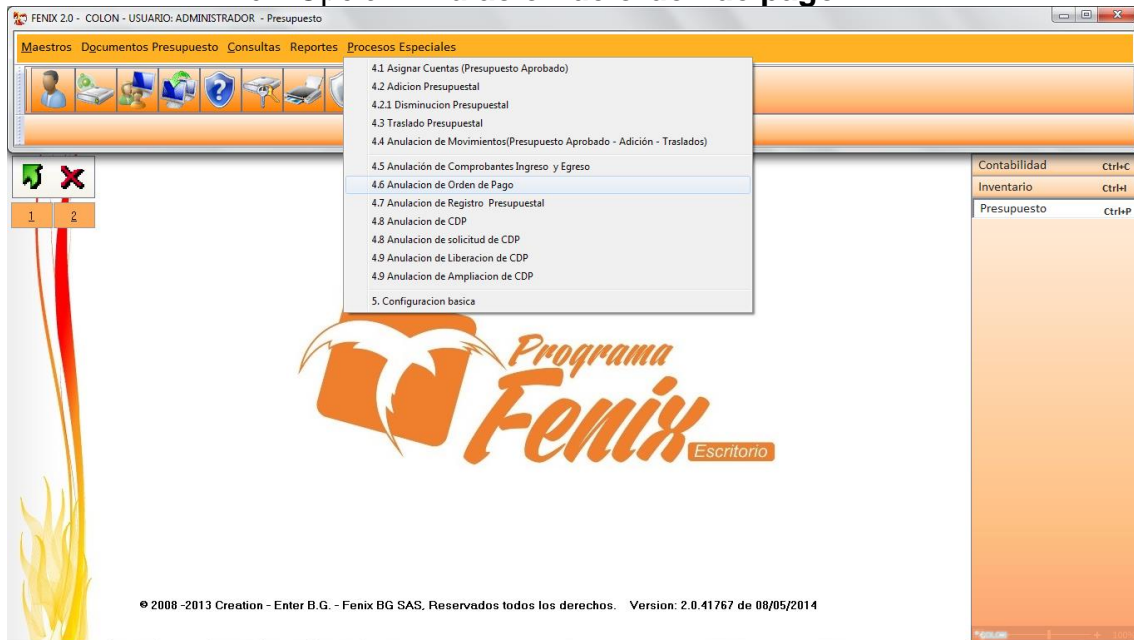 FENIX 2.0 - COLON - USUARIO: ADMINISTRADOR - Presupuesto
Maestros Documentos Presupuesto Consultas Reportes Procesos Especiales
4.1 Asignar Cuentas (Presupuesto Aprobado)
4.2 Adicion Presupuestal
4.2.1 Disminucion Presupuestal
4.3 Traslado Presupuestal
4.4 Anulacion de Movimientos(Presupuesto Aprobado - Adición - Traslados)
4.5 Anulación de Comprobantes Ingreso y Egreso
4.6 Anulacion de Orden de Pago
4.7 Anulacion de Registro Presupuestal
4.8 Anulacion de CDP
4.8 Anulacion de solicitud de CDP
4.9 Anulacion de Liberacion de CDP
4.9 Anulacion de Ampliacion de CDP
5. Configuracion basica
1 2
Contabilidad Ctrl+C
Inventario Ctrl+I
Presupuesto Ctrl+P
Programa
Fenix
Escritorio
© 2008 -2013 Creation - Enter B.G. - Fenix BG SAS, Reservados todos los derechos. Version: 2.0.41767 de 08/05/2014